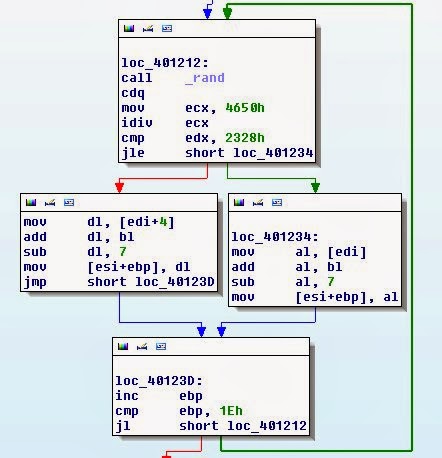 loc_401212:
call _rand
cdq
mov ecx, 4650h
idiv ecx
cmp edx, 2328h
jle short loc_401234
mov dl, [edi+4]
add dl, bl
sub dl, 7
mov [esi+ebp], dl
jmp short loc_40123D
loc_401234:
mov al, [edi]
add al, bl
sub al, 7
mov [esi+ebp], al
loc_40123D:
inc ebp
cmp ebp, 1Eh
jl short loc_401212